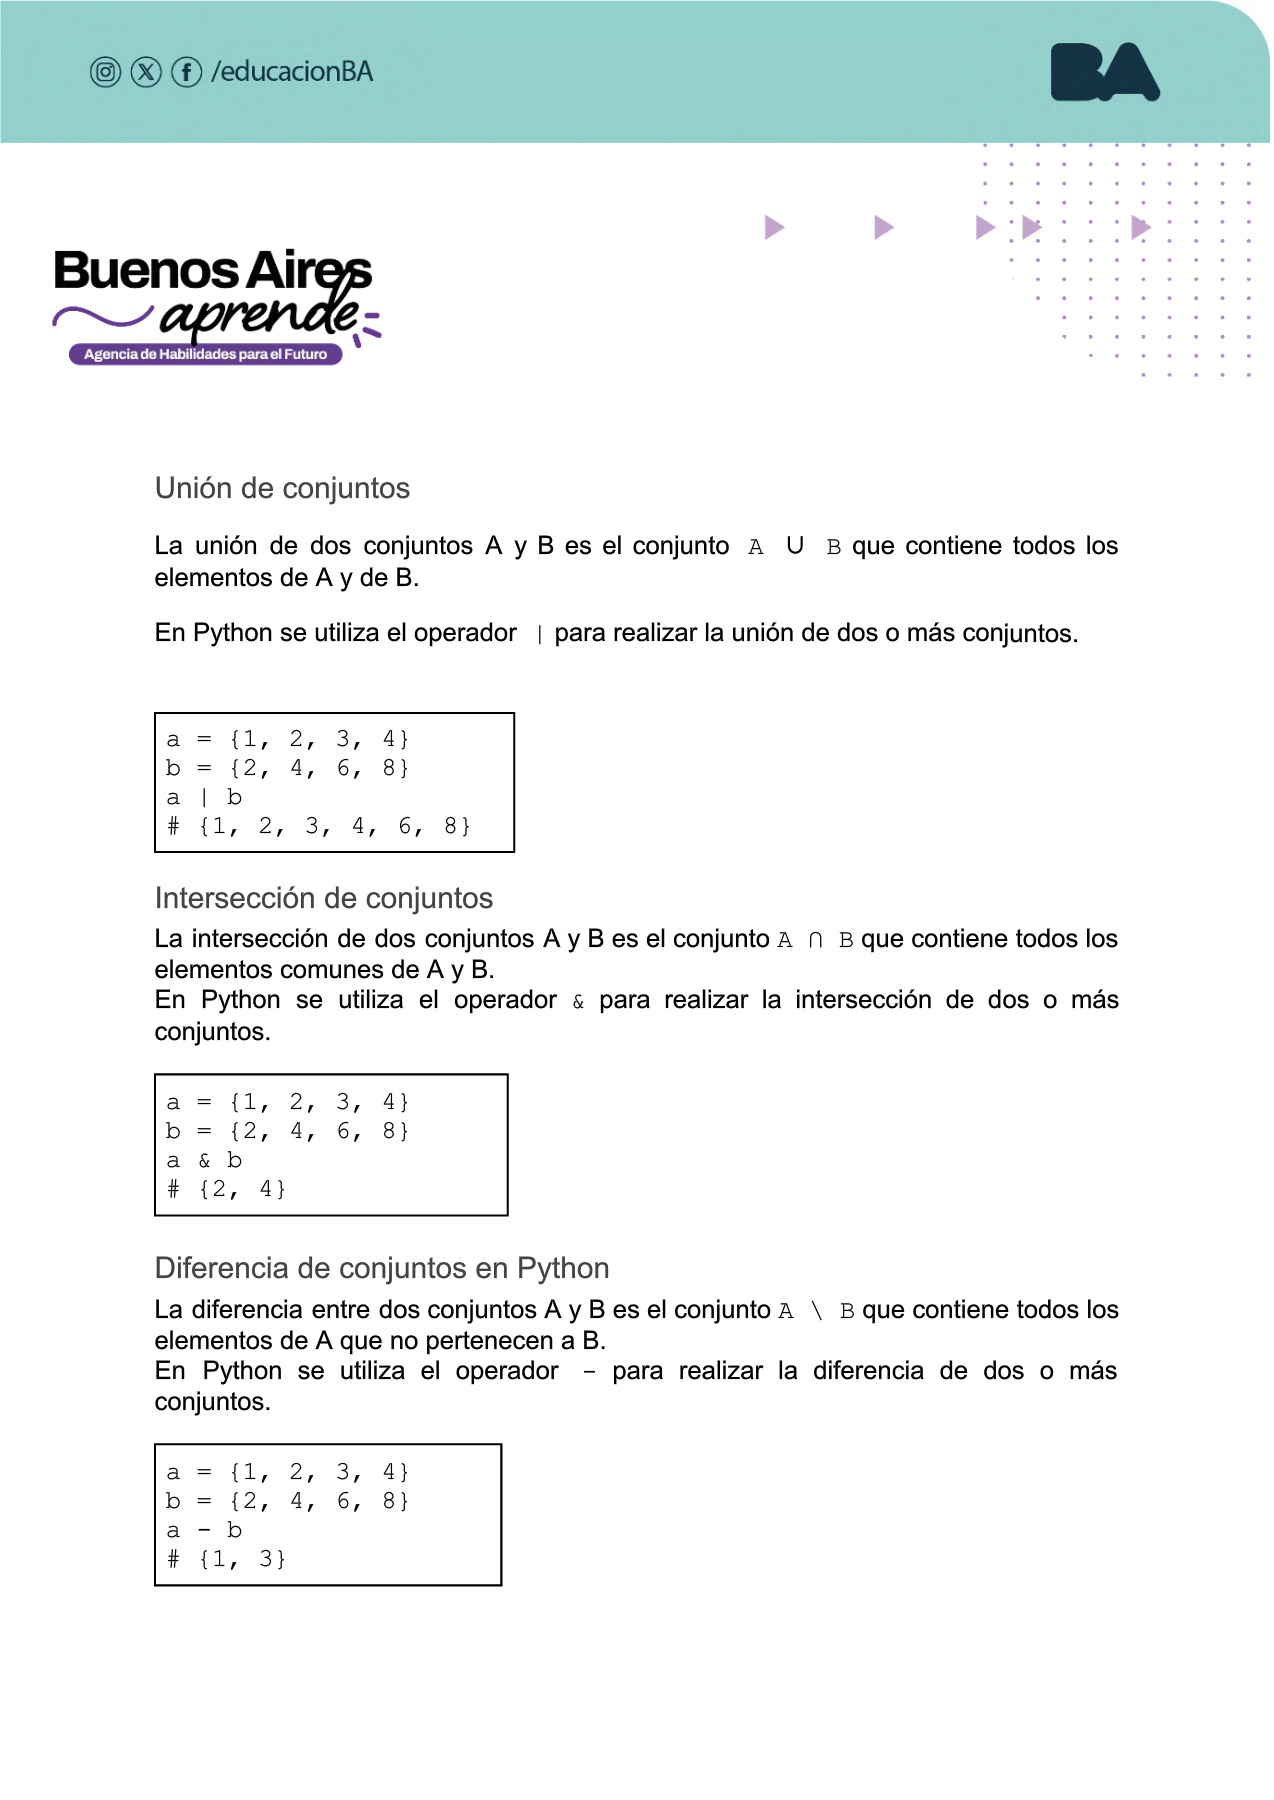 /educacionBA
BA
Buenos Aires
aprende
Agencia de Habilidades para el Futuro
Unión de conjuntos
La unión de dos conjuntos A y B es el conjunto A ∪ B que contiene todos los
elementos de A y de B.
En Python se utiliza el operador | para realizar la unión de dos o más conjuntos.
a = {1, 2, 3, 4}
b = {2, 4, 6, 8}
a | b
# {1, 2, 3, 4, 6, 8}
Intersección de conjuntos
La intersección de dos conjuntos A y B es el conjunto A ∩ B que contiene todos los
elementos comunes de A y B.
En Python se utiliza el operador & para realizar la intersección de dos o más
conjuntos.
a = {1, 2, 3, 4}
b = {2, 4, 6, 8}
a & b
# {2, 4}
Diferencia de conjuntos en Python
La diferencia entre dos conjuntos A y B es el conjunto A \ B que contiene todos los
elementos de A que no pertenecen a B.
En Python se utiliza el operador - para realizar la diferencia de dos o más
conjuntos.
a = {1, 2, 3, 4}
b = {2, 4, 6, 8}
a - b
# {1, 3}